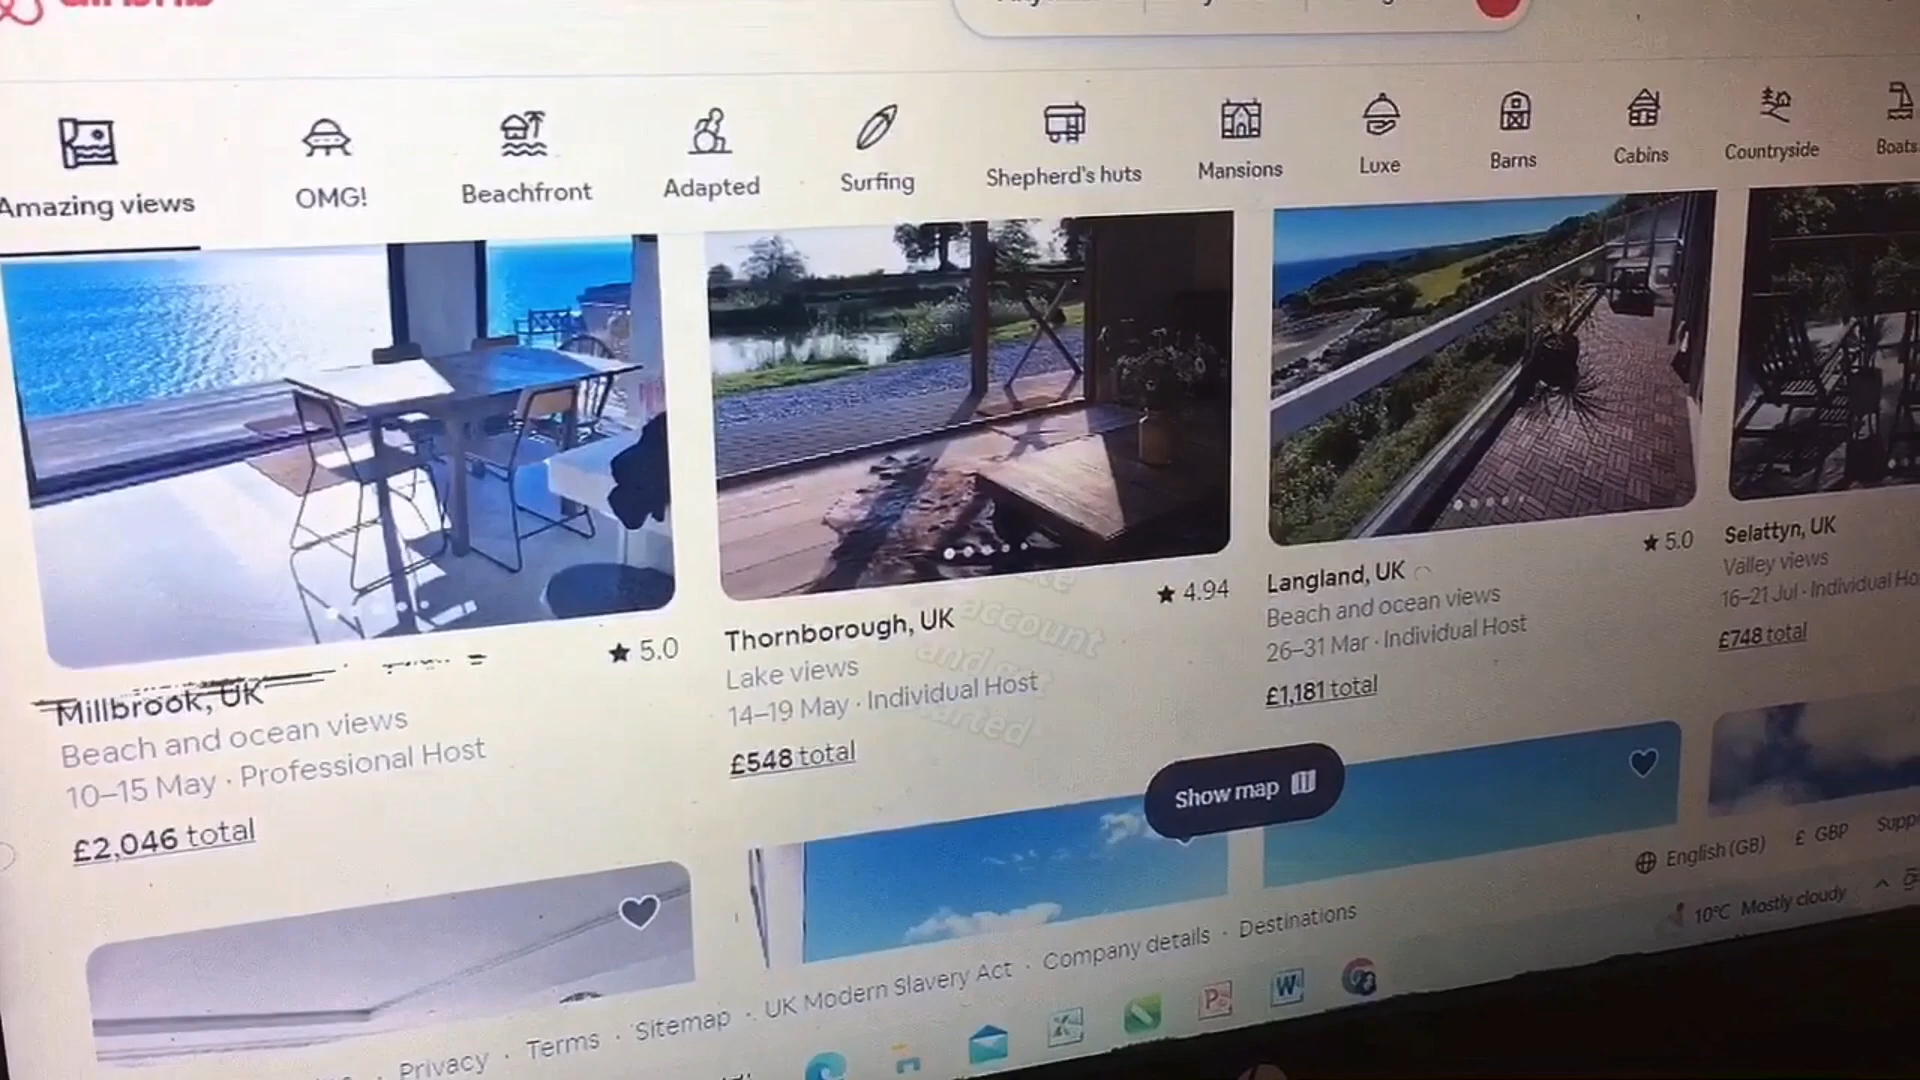 airbnb
Amazing views
OMG!
Beachfront
Adapted
Surfing
Shepherd's huts
Mansions
Luxe
Barns
Cabins
Countryside
Boats
Millbrook, UK
★ 5.0
Beach and ocean views
10–15 May · Professional Host
£2,046 total
Thornborough, UK
★ 4.94
Lake views
14–19 May · Individual Host
£548 total
Langland, UK
★ 5.0
Beach and ocean views
26–31 Mar · Individual Host
£1,181 total
Selattyn, UK
Valley views
16–21 Jul · Individual Ho
£748 total
account
and get
Show map
English (GB)
£ GBP
Supp
Privacy · Terms · Sitemap · UK Modern Slavery Act · Company details · Destinations
10°C Mostly cloudy